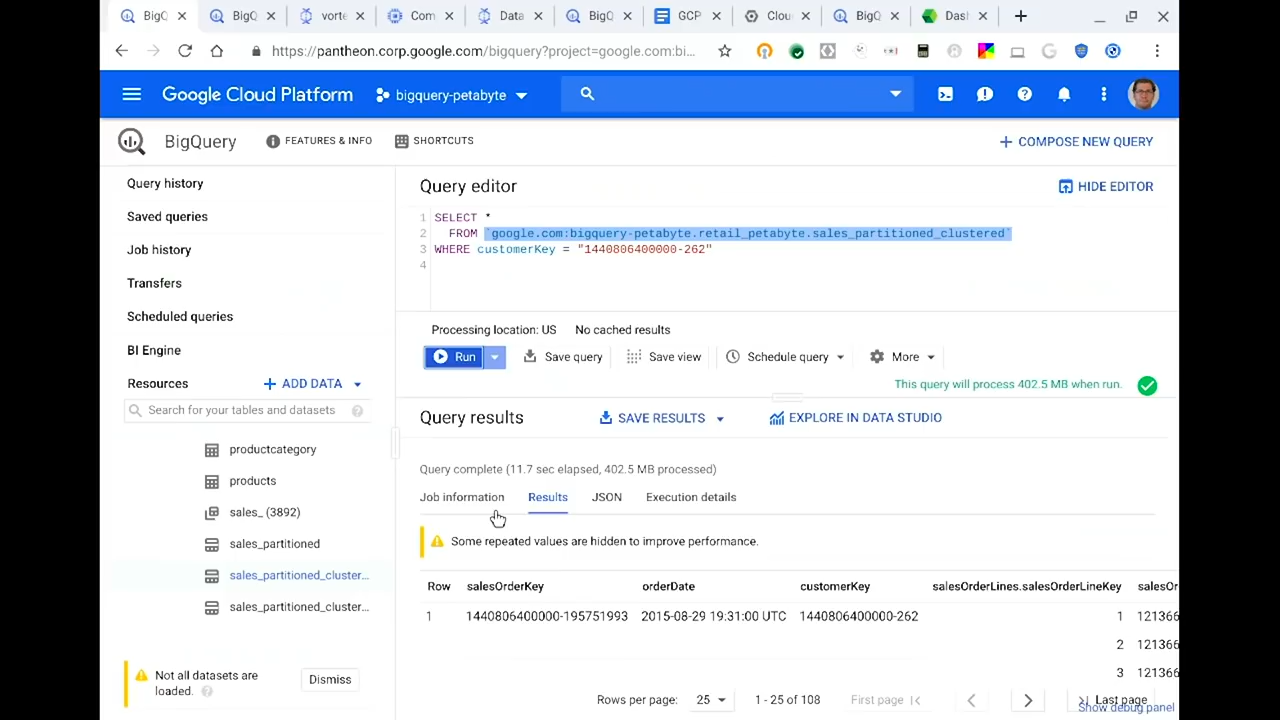 BigQ
BigQ
vorte
Com
Data
BigQ
GCP
Clou
BigQ
Dash
https://pantheon.corp.google.com/bigquery?project=google.com:bi...
Google Cloud Platform
bigquery-petabyte
BigQuery
FEATURES & INFO
SHORTCUTS
COMPOSE NEW QUERY
Query history
Saved queries
Job history
Transfers
Scheduled queries
BI Engine
Resources
ADD DATA
Search for your tables and datasets
productcategory
products
sales_ (3892)
sales_partitioned
sales_partitioned_cluster...
sales_partitioned_cluster...
Not all datasets are
loaded.
Dismiss
Query editor
HIDE EDITOR
1 SELECT *
2 FROM `google.com:bigquery-petabyte.retail_petabyte.sales_partitioned_clustered`
3 WHERE customerKey = "1440806400000-262"
4
Processing location: US No cached results
Run
Save query
Save view
Schedule query
More
This query will process 402.5 MB when run.
Query results
SAVE RESULTS
EXPLORE IN DATA STUDIO
Query complete (11.7 sec elapsed, 402.5 MB processed)
Job information Results JSON Execution details
Some repeated values are hidden to improve performance.
Row salesOrderKey orderDate customerKey salesOrderLines.salesOrderLineKey salesOr
1 1440806400000-195751993 2015-08-29 19:31:00 UTC 1440806400000-262 1 121366
2 121366
3 121366
Rows per page: 25 1 - 25 of 108 First page Last page
Show debug panel